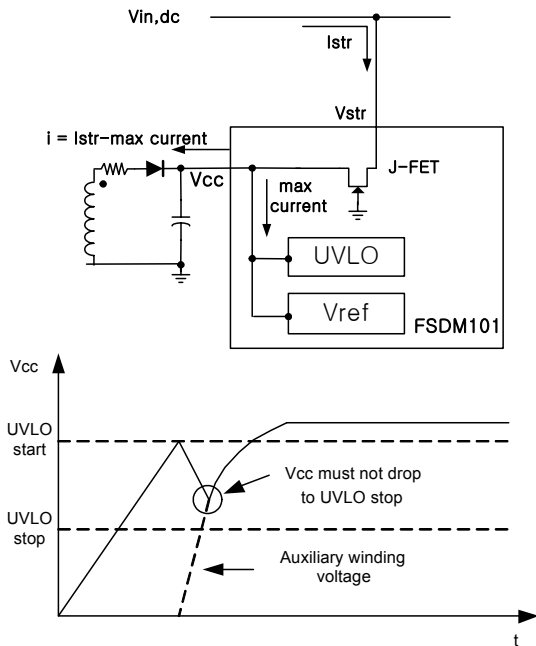 Vin,dc
Istr
Vstr
i = Istr-max current
J-FET
Vcc
max
current
UVLO
Vref
FSDM101
Vcc
UVLO
start
Vcc must not drop
to UVLO stop
UVLO
stop
Auxiliary winding
voltage
t